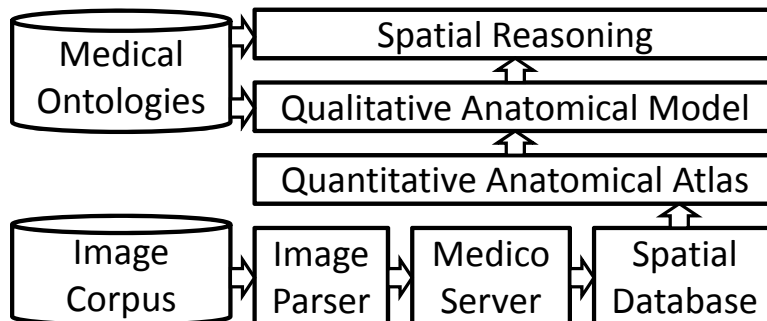 Medical
Ontologies
Spatial Reasoning
Qualitative Anatomical Model
Quantitative Anatomical Atlas
Image
Corpus
Image
Parser
Medico
Server
Spatial
Database